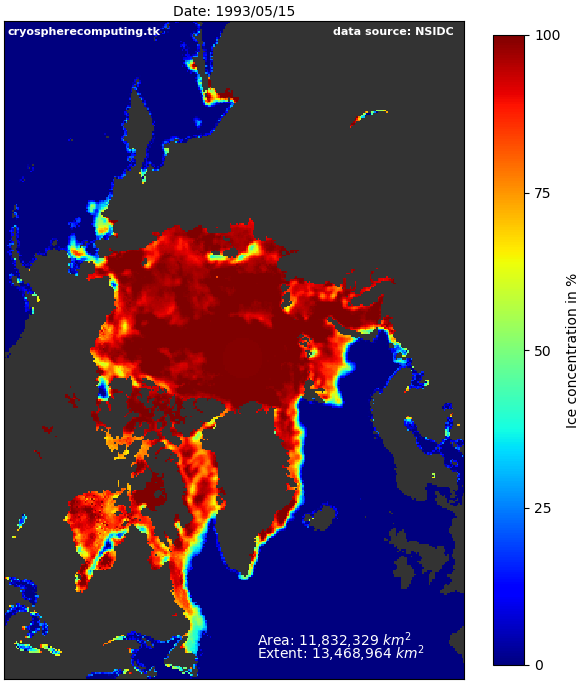 Date: 1993/05/15
cryospherecomputing.tk
data source: NSIDC
100
75
50
25
0
Ice concentration in %
Area: 11,832,329 km²
Extent: 13,468,964 km²